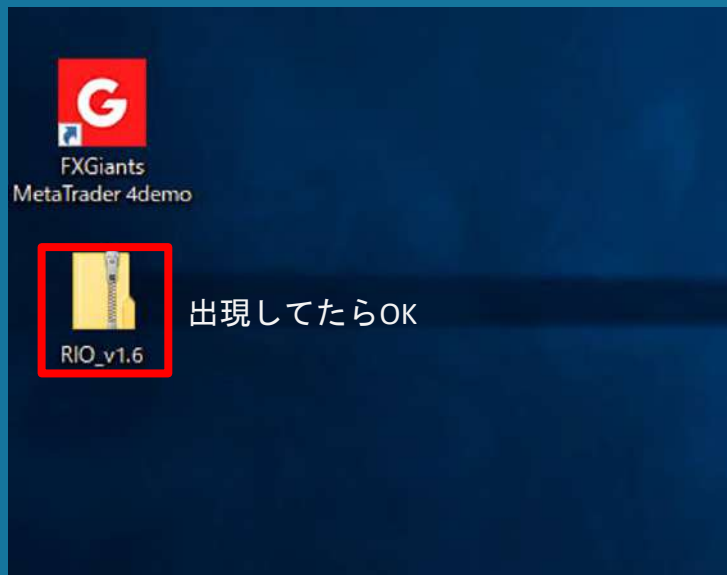 G
FXGiants
MetaTrader 4demo
出現してたらOK
RIO_v1.6